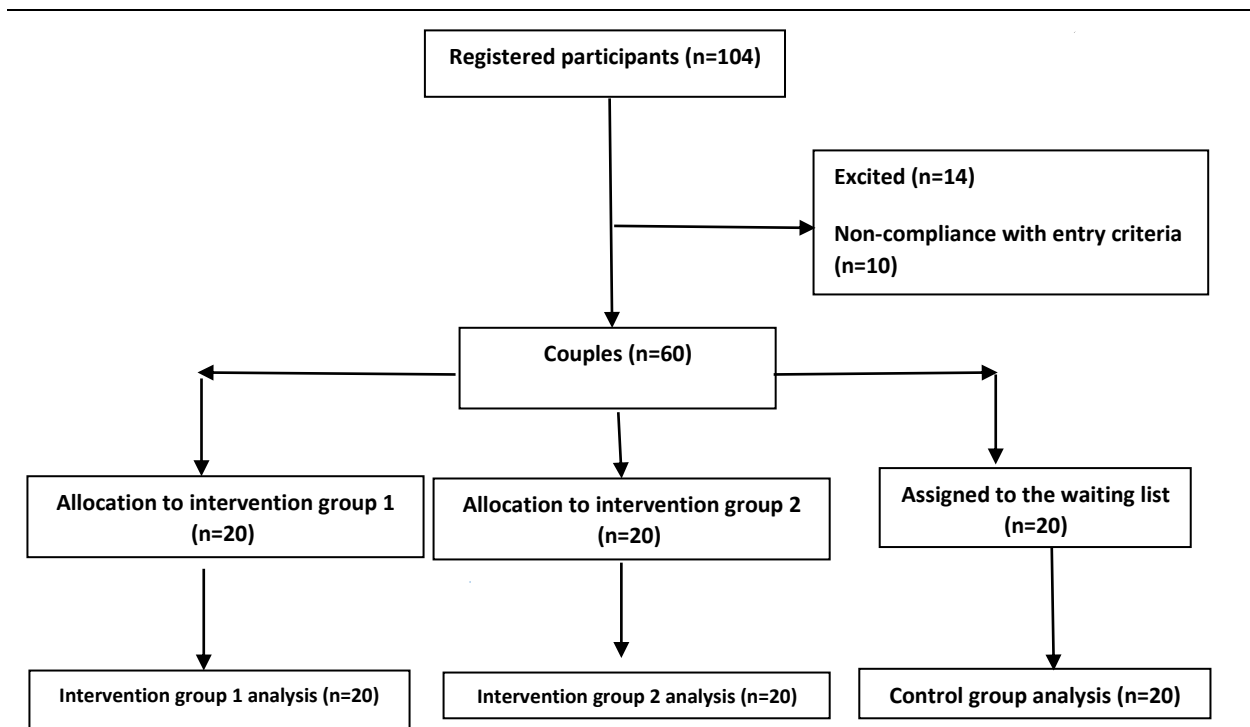 Registered participants (n=104)
Excited (n=14)
Non-compliance with entry criteria
(n=10)
Couples (n=60)
Allocation to intervention group 1
(n=20)
Allocation to intervention group 2
(n=20)
Assigned to the waiting list
(n=20)
Intervention group 1 analysis (n=20)
Intervention group 2 analysis (n=20)
Control group analysis (n=20)